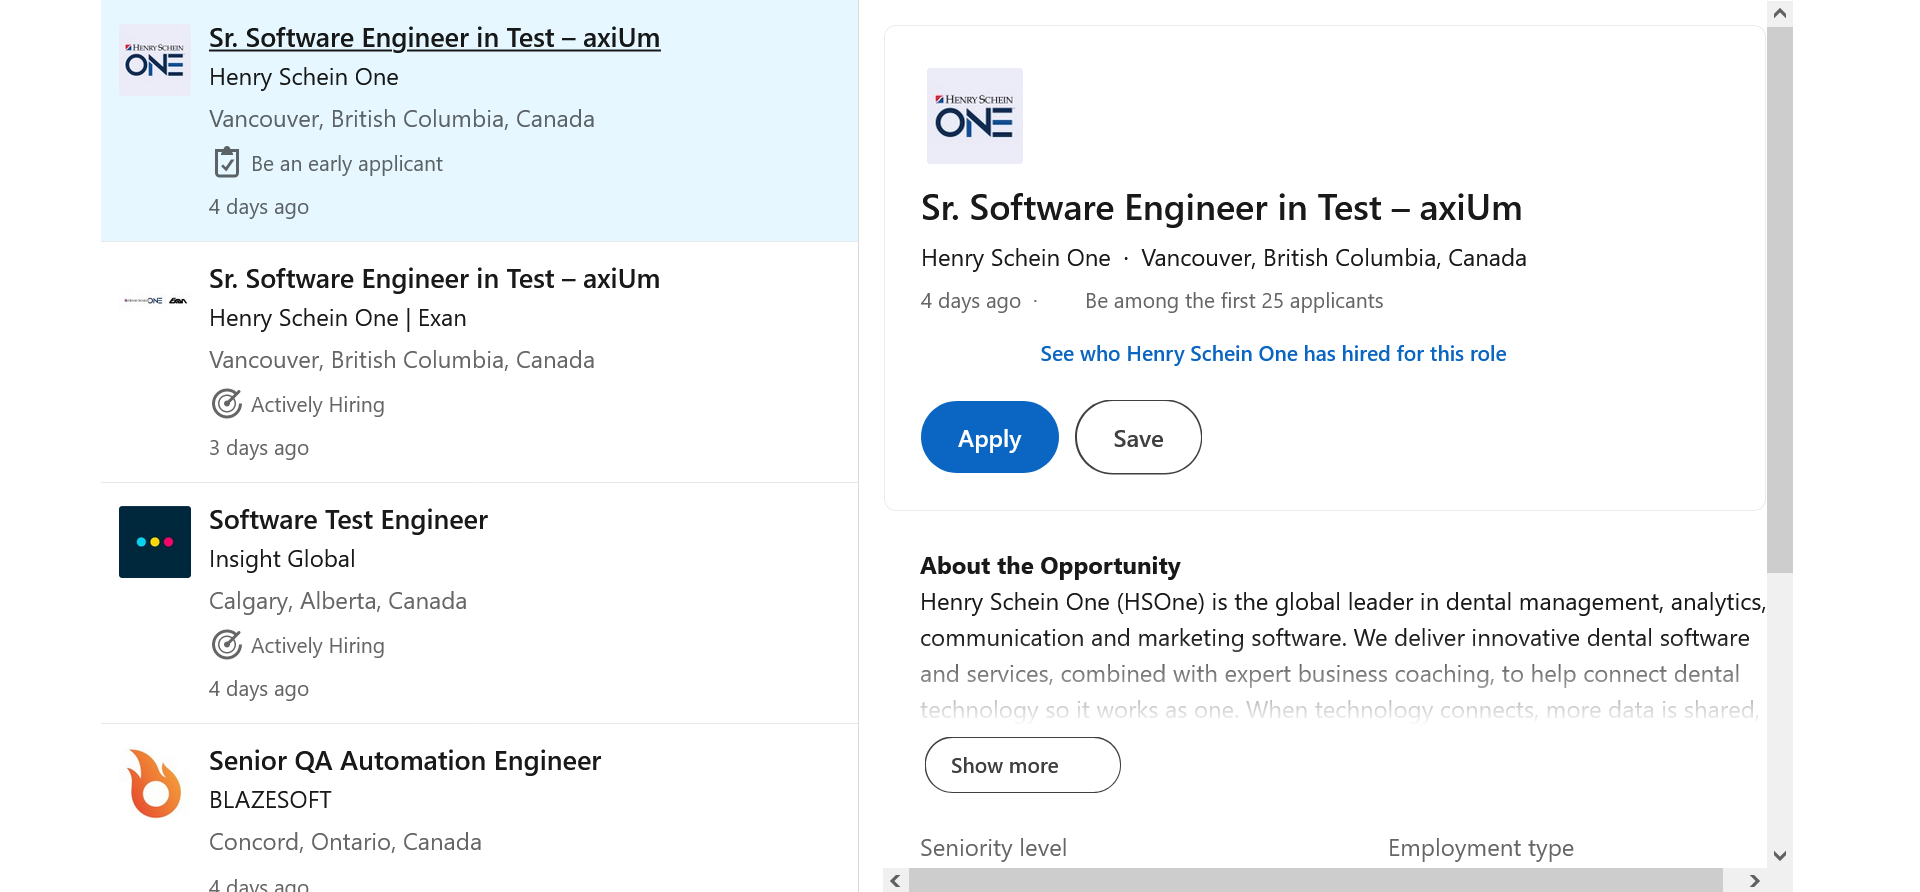 HENRY SCHEIN
ONE
Sr. Software Engineer in Test – axiUm
Henry Schein One
Vancouver, British Columbia, Canada
Be an early applicant
4 days ago
ONE
Sr. Software Engineer in Test – axiUm
Henry Schein One | Exan
Vancouver, British Columbia, Canada
Actively Hiring
3 days ago
Software Test Engineer
Insight Global
Calgary, Alberta, Canada
Actively Hiring
4 days ago
Senior QA Automation Engineer
BLAZESOFT
Concord, Ontario, Canada
4 days ago
HENRY SCHEIN
ONE
Sr. Software Engineer in Test – axiUm
Henry Schein One · Vancouver, British Columbia, Canada
4 days ago · Be among the first 25 applicants
See who Henry Schein One has hired for this role
Apply Save
About the Opportunity
Henry Schein One (HSOne) is the global leader in dental management, analytics,
communication and marketing software. We deliver innovative dental software
and services, combined with expert business coaching, to help connect dental
technology so it works as one. When technology connects, more data is shared,
Show more
Seniority level Employment type